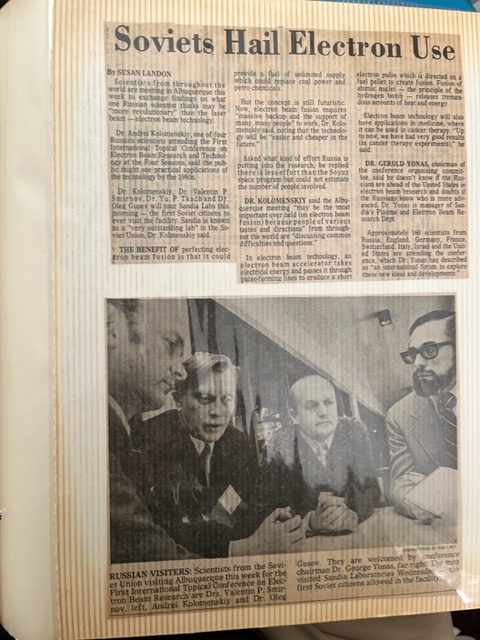 Soviets Hail Electron Use
By SUSAN LANDON
Scientists from throughout the
world are meeting in Albuquerque this
week to exchange findings on what
one Russian scientist thinks may be
more "revolutionary" than the laser
beam — electron beam technology.
Dr. Andrei Kolomenskiy, one of four
Russian scientists attending the First
International Topical Conference on
Electron Beam Research and Technol-
ogy at the Four Seasons, said the pub-
lic might see practical applications of
the technology by the 1980s.
Dr. Kolomenskiy, Dr. Valentin P.
Smirnov, Dr. Yu. P. Tkach and Dr.
Oleg Gusev will tour Sandia Labs this
morning — the first Soviet citizens to
ever visit the facility. Sandia is known
as a "very outstanding lab" in the So-
viet Union, Dr. Kolmenskiy said.
THE BENEFIT OF perfecting elec-
tron beam fusion is that it could
provide a fuel of unlimited supply
which could replace coal power and
petro chemicals.
But the concept is still futuristic.
Now, electron beam fusion requires
"massive backup and the support of
many, many people" to work, Dr. Kolo-
menskiy said, noting that the technolo-
gy will be "easier and cheaper in the
future."
Asked what kind of effort Russia is
putting into the research, he replied
there is less effort than the Soyuz
space program but could not estimate
the number of people involved.
DR. KOLOMENSKIY said the Albu-
querque meeting "may be the most
important ever held (on electron beam
fusion) because people of various
tastes and directions" from through-
out the world are "discussing common
difficulties and questions."
In electron beam technology, an
electron beam accelerator takes
electrical energy and passes it through
pulse-forming lines to produce a short
electron pulse which is directed on a
fuel pellet to create fusion. Fusion of
atomic nuclei — the principle of the
hydrogen bomb — releases tremen-
dous amounts of heat and energy.
Electron beam technology will also
have applications in medicine, where
it can be used in cancer therapy. "Up
to now, we have had very good results
(in cancer therapy experiments)," he
said.
DR. GEROLD YONAS, chairman of
the conference organizing commit-
tee, said he doesn't know if the Rus-
sians are ahead of the United States in
electron beam research and doubts if
the Russians know who is more adv-
anced. Dr. Yonas is manager of San-
dia's Plasma and Electron Beam Re-
search Dept.
Approximately 160 scientists from
Russia, England, Germany, France,
Switzerland, Italy, Israel and the Unit-
ed States are attending the confer-
ence, which Dr. Yonas has described
as "an international forum to explore
these new ideas and developments."
RUSSIAN VISITERS: Scientists from the Sovi-
et Union visiting Albuquerque this week for the
First International Topical Conference on Elec-
tron Beam Research are Drs. Valentin P. Smir-
nov, left, Andrei Kolomenskiy and Dr. Oleg
Gusev. They are welcomed by conference
chairman Dr. George Yonas, far right. The men
visited Sandia Laboratories Wednesday,
first Soviet citizens allowed in the facility.